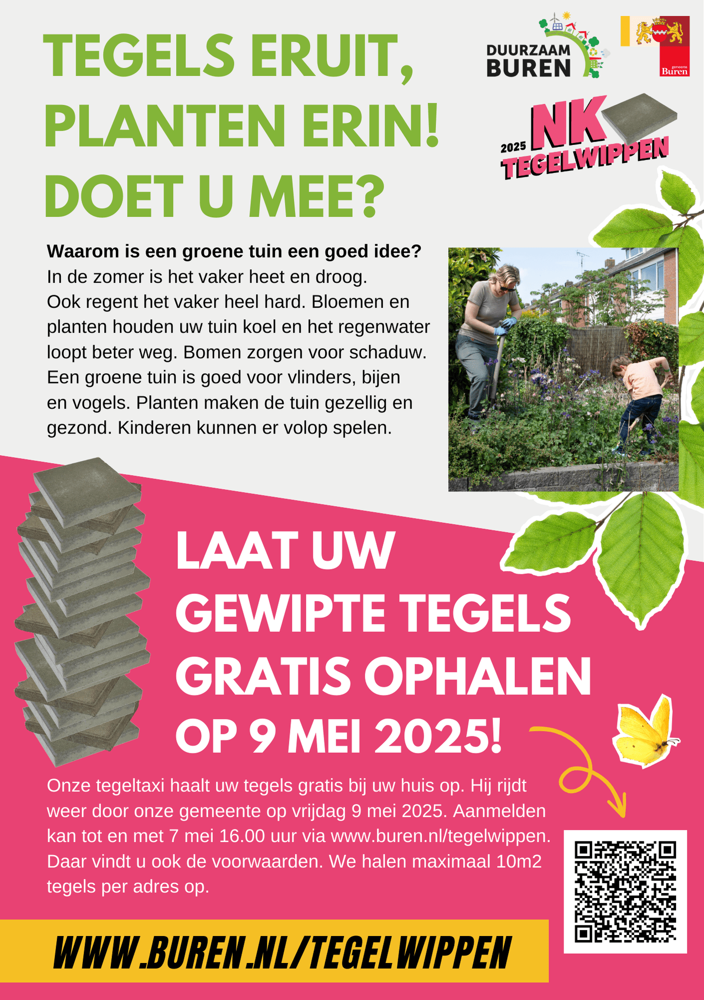 TEGELS ERUIT,
PLANTEN ERIN!
DOET U MEE?
DUURZAAM
BUREN
gemeente
Buren
2025 NK
TEGELWIPPEN
Waarom is een groene tuin een goed idee?
In de zomer is het vaker heet en droog.
Ook regent het vaker heel hard. Bloemen en
planten houden uw tuin koel en het regenwater
loopt beter weg. Bomen zorgen voor schaduw.
Een groene tuin is goed voor vlinders, bijen
en vogels. Planten maken de tuin gezellig en
gezond. Kinderen kunnen er volop spelen.
LAAT UW
GEWIPTE TEGELS
GRATIS OPHALEN
OP 9 MEI 2025!
Onze tegeltaxi haalt uw tegels gratis bij uw huis op. Hij rijdt
weer door onze gemeente op vrijdag 9 mei 2025. Aanmelden
kan tot en met 7 mei 16.00 uur via www.buren.nl/tegelwippen.
Daar vindt u ook de voorwaarden. We halen maximaal 10m2
tegels per adres op.
WWW.BUREN.NL/TEGELWIPPEN